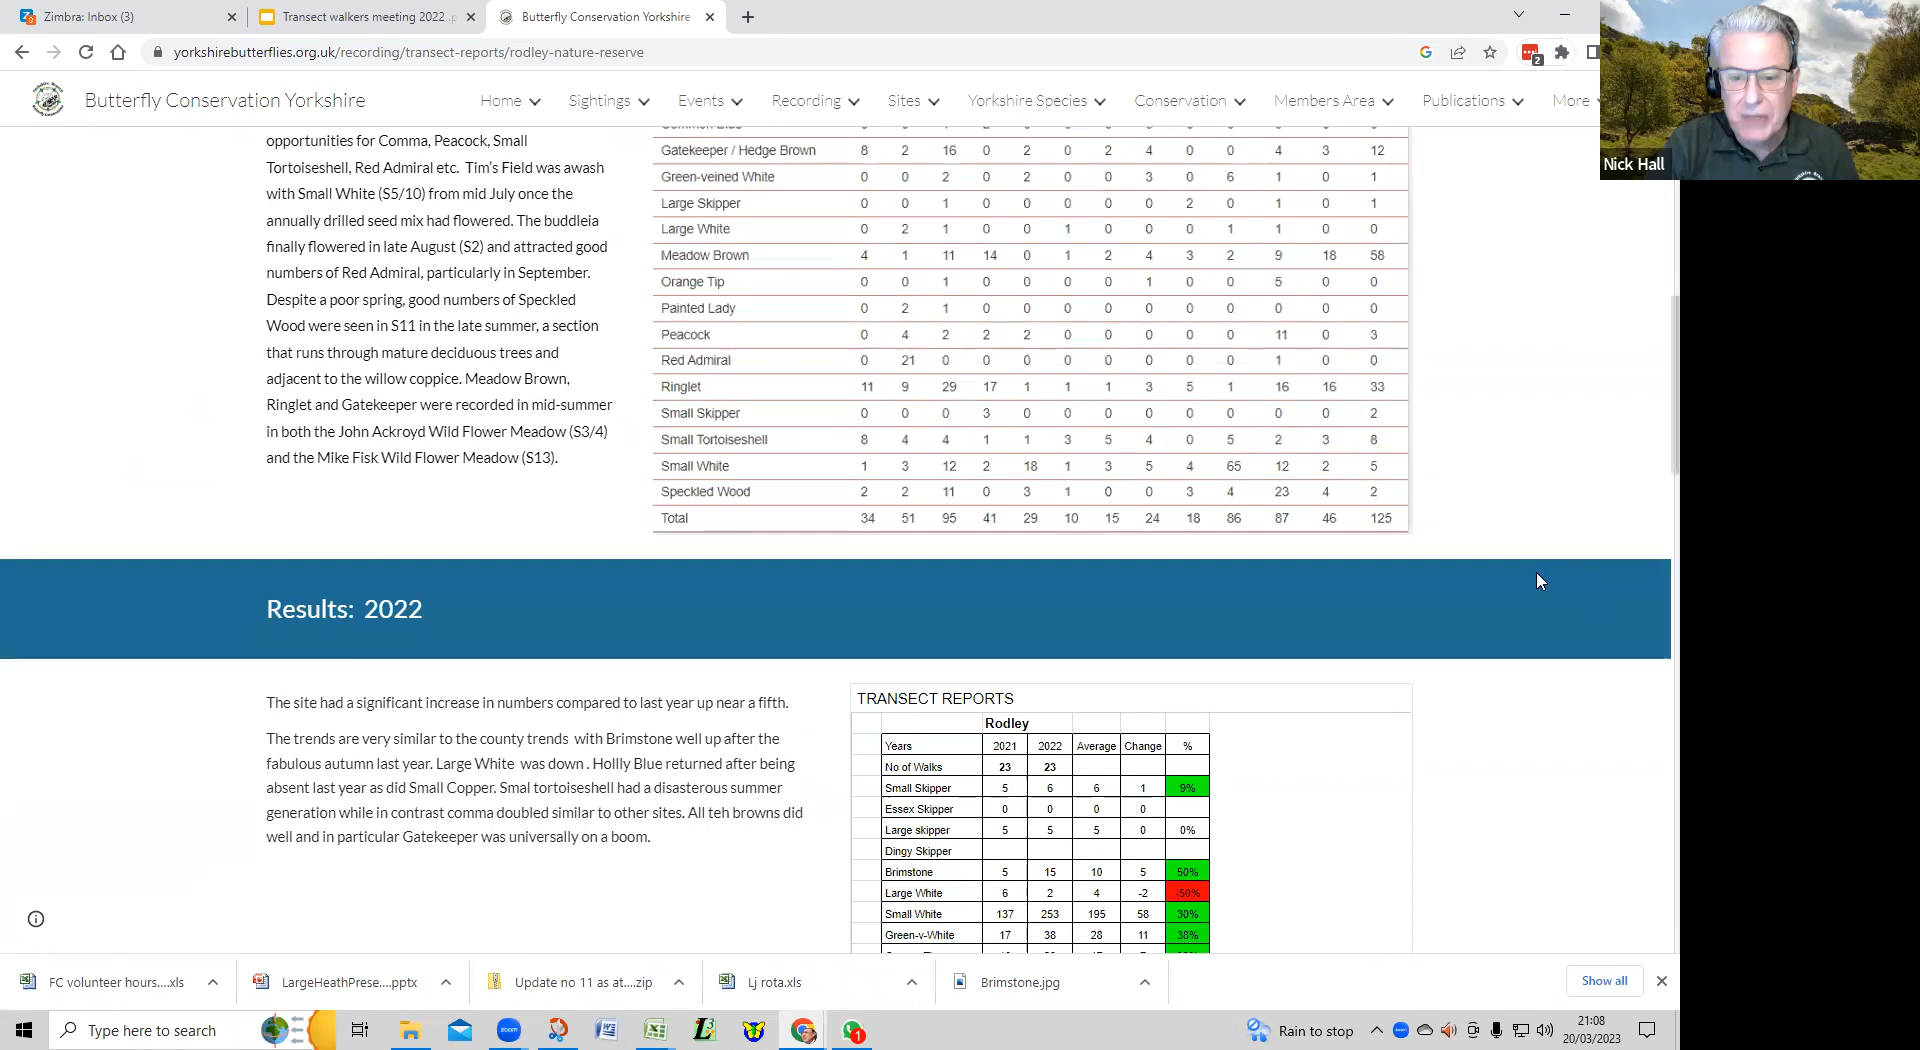 Zimbra: Inbox (3)
Transect walkers meeting 2022 .p
Butterfly Conservation Yorkshire
yorkshirebutterflies.org.uk/recording/transect-reports/rodley-nature-reserve
2
Nick Hall
Butterfly Conservation Yorkshire
Home Sightings Events Recording Sites Yorkshire Species Conservation Members Area Publications More
opportunities for Comma, Peacock, Small
Tortoiseshell, Red Admiral etc. Tim's Field was awash
with Small White (S5/10) from mid July once the
annually drilled seed mix had flowered. The buddleia
finally flowered in late August (S2) and attracted good
numbers of Red Admiral, particularly in September.
Despite a poor spring, good numbers of Speckled
Wood were seen in S11 in the late summer, a section
that runs through mature deciduous trees and
adjacent to the willow coppice. Meadow Brown,
Ringlet and Gatekeeper were recorded in mid-summer
in both the John Ackroyd Wild Flower Meadow (S3/4)
and the Mike Fisk Wild Flower Meadow (S13).
Gatekeeper / Hedge Brown 8 2 16 0 2 0 2 4 0 0 4 3 12
Green-veined White 0 0 2 0 2 0 0 3 0 6 1 0 1
Large Skipper 0 0 1 0 0 0 0 0 2 0 1 0 1
Large White 0 2 1 0 0 1 0 0 0 1 1 0 0
Meadow Brown 4 1 11 14 0 1 2 4 3 2 9 18 58
Orange Tip 0 0 1 0 0 0 0 1 0 0 5 0 0
Painted Lady 0 2 1 0 0 0 0 0 0 0 0 0 0
Peacock 0 4 2 2 2 0 0 0 0 0 11 0 3
Red Admiral 0 21 0 0 0 0 0 0 0 0 1 0 0
Ringlet 11 9 29 17 1 1 1 3 5 1 16 16 33
Small Skipper 0 0 0 3 0 0 0 0 0 0 0 0 2
Small Tortoiseshell 8 4 4 1 1 3 5 4 0 5 2 3 8
Small White 1 3 12 2 18 1 3 5 4 65 12 2 5
Speckled Wood 2 2 11 0 3 1 0 0 3 4 23 4 2
Total 34 51 95 41 29 10 15 24 18 86 87 46 125
Results: 2022
The site had a significant increase in numbers compared to last year up near a fifth.
The trends are very similar to the county trends with Brimstone well up after the
fabulous autumn last year. Large White was down . Hollly Blue returned after being
absent last year as did Small Copper. Smal tortoiseshell had a disasterous summer
generation while in contrast comma doubled similar to other sites. All teh browns did
well and in particular Gatekeeper was universally on a boom.
TRANSECT REPORTS
Rodley
Years 2021 2022 Average Change %
No of Walks 23 23
Small Skipper 5 6 6 1 9%
Essex Skipper 0 0 0 0
Large skipper 5 5 5 0 0%
Dingy Skipper
Brimstone 5 15 10 5 50%
Large White 6 2 4 -2 -50%
Small White 137 253 195 58 30%
Green-v-White 17 38 28 11 38%
FC volunteer hours....xls
LargeHeathPrese....pptx
Update no 11 as at....zip
Lj rota.xls
Brimstone.jpg
Show all
Type here to search
zoom
1
Rain to stop
21:08
20/03/2023